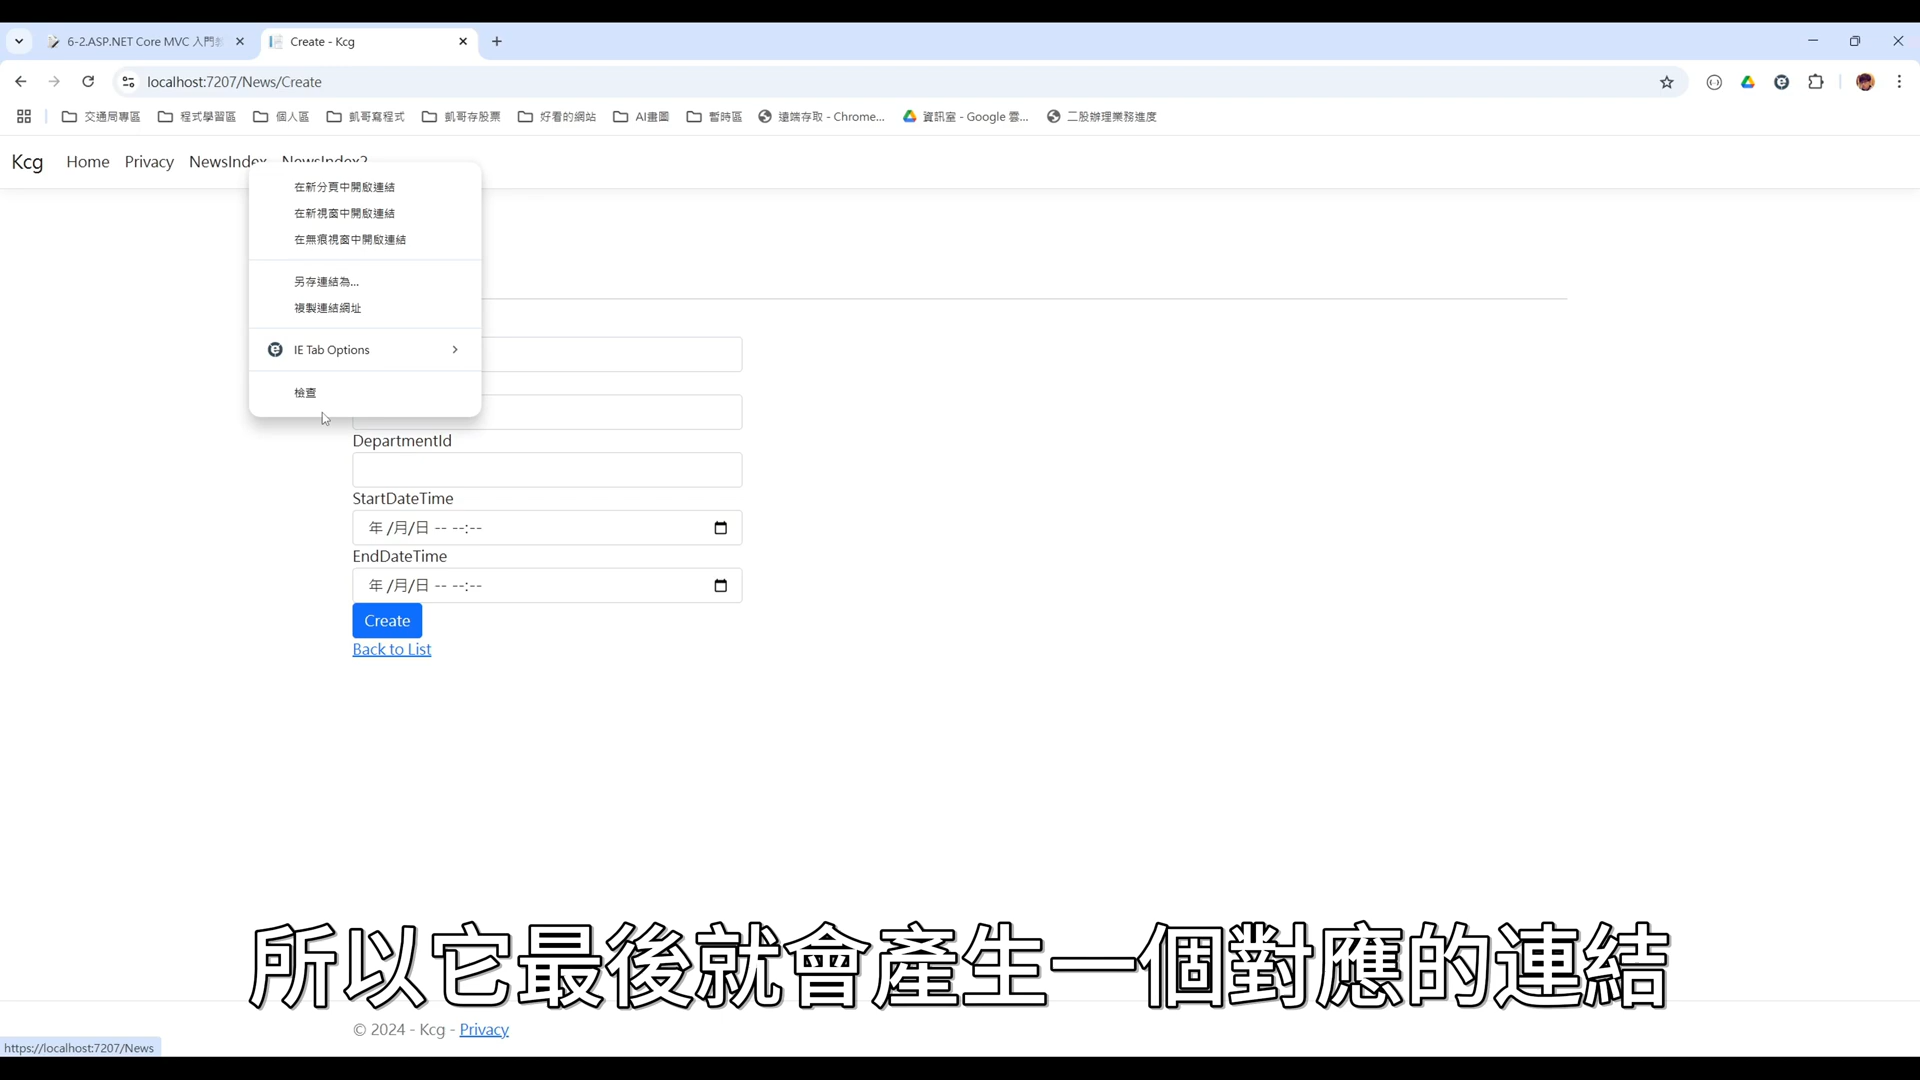 6-2.ASP.NET Core MVC 入門
Create - Kcg
localhost:7207/News/Create
交通局專區
程式學習區
個人區
凱哥寫程式
凱哥存股票
好看的網站
AI畫圖
暫時區
遠端存取 - Chrome...
資訊室 - Google 雲...
二股辦理業務進度
Kcg
Home
Privacy
NewsIndex
NewsIndex2
在新分頁中開啟連結
在新視窗中開啟連結
在無痕視窗中開啟連結
另存連結為...
複製連結網址
IE Tab Options
檢查
DepartmentId
StartDateTime
年 /月/日 -- --:--
EndDateTime
年 /月/日 -- --:--
Create
Back to List
所以它最後就會產生一個對應的連結
© 2024 - Kcg - Privacy
https://localhost:7207/News